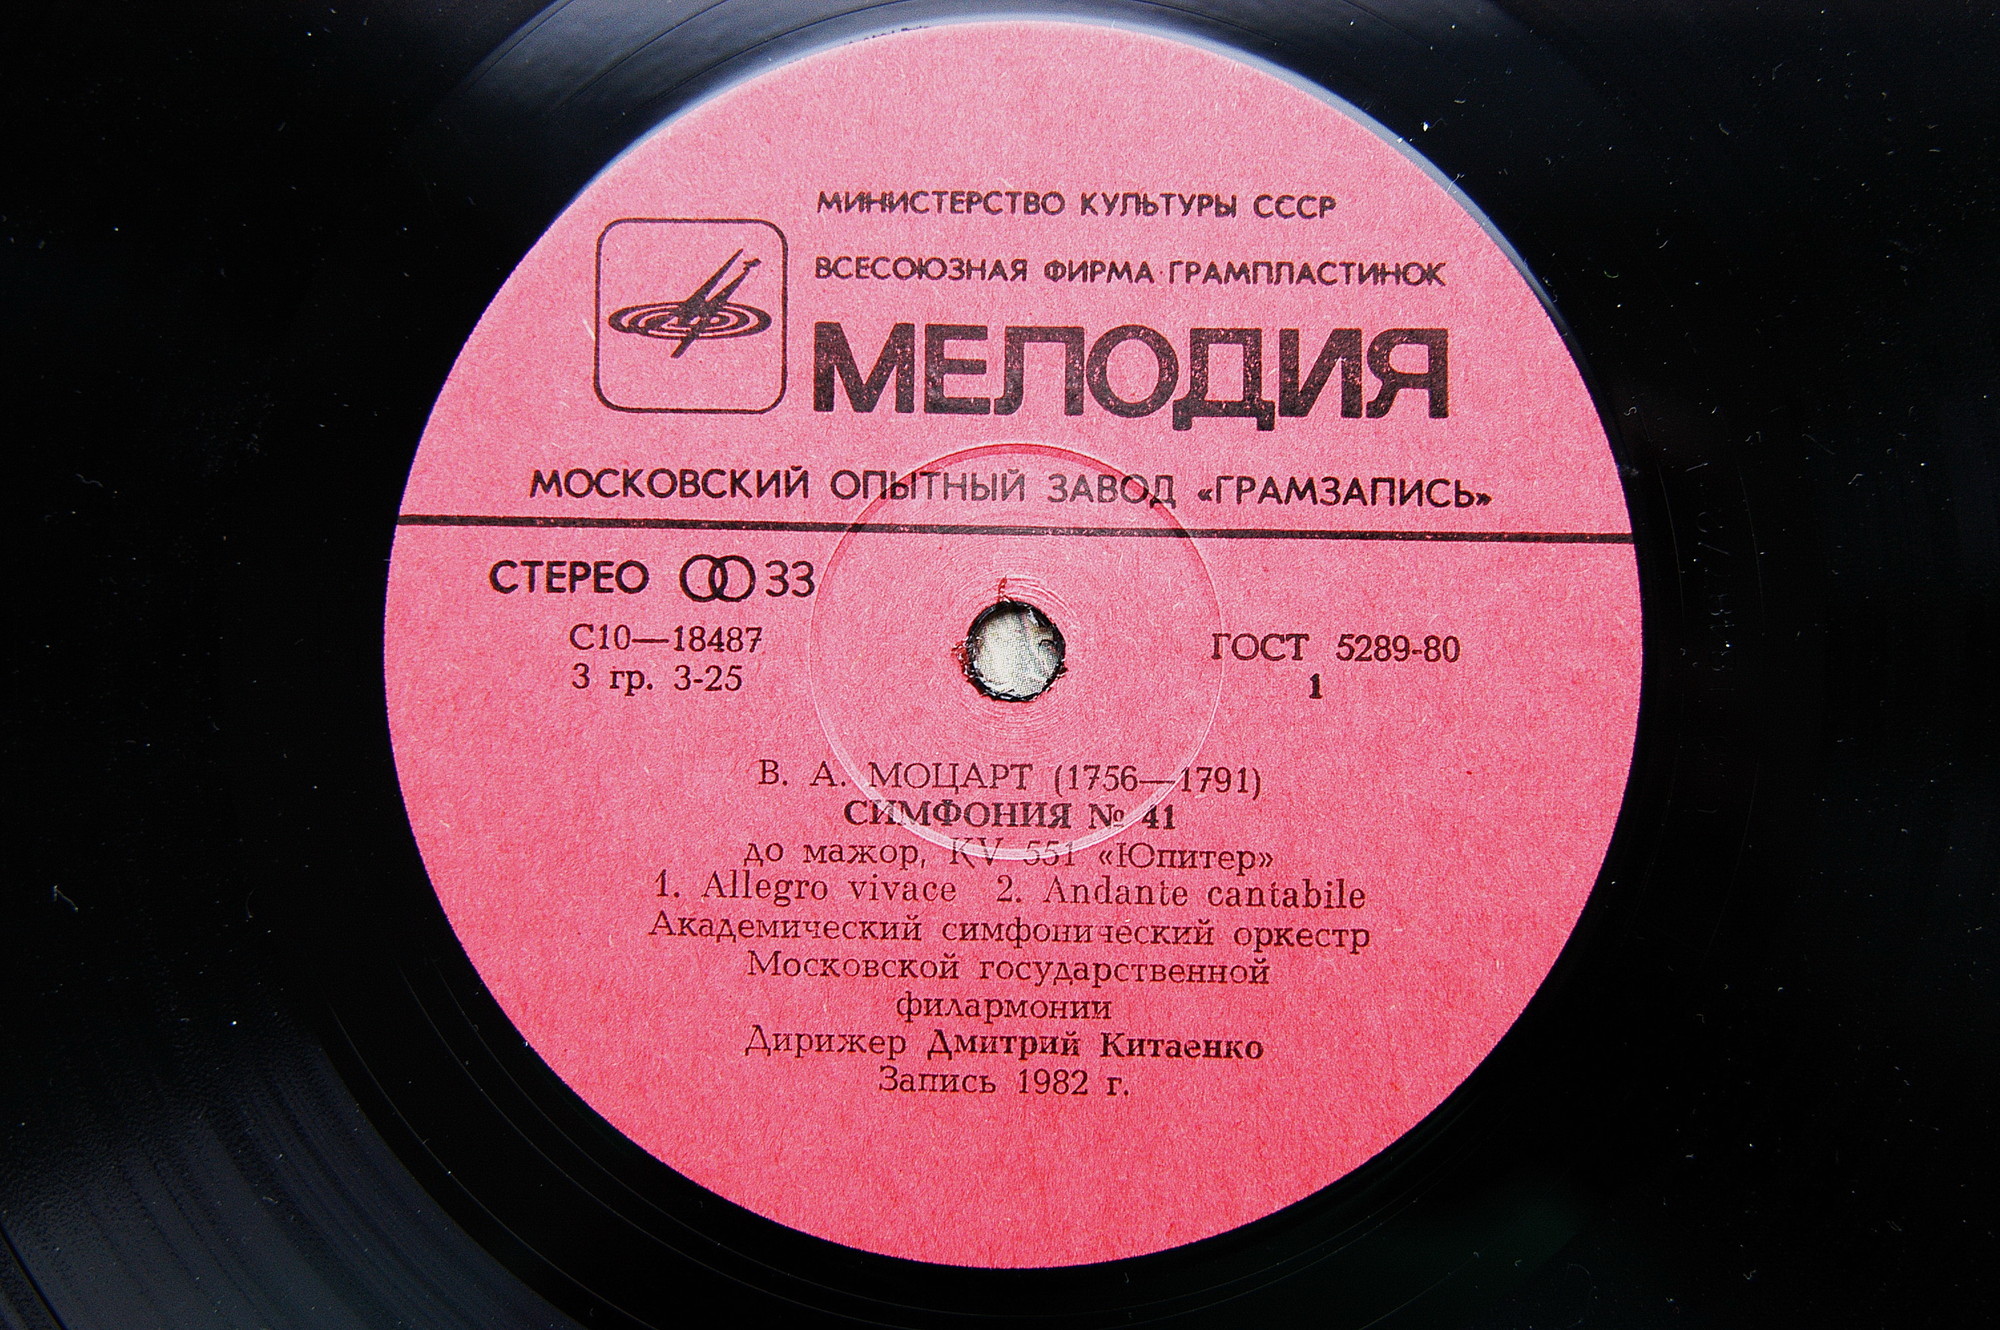 МИНИСТЕРСТВО КУЛЬТУРЫ СССР
ВСЕСОЮЗНАЯ ФИРМА ГРАМПЛАСТИНОК
МЕЛОДИЯ
МОСКОВСКИЙ ОПЫТНЫЙ ЗАВОД «ГРАМЗАПИСЬ»
СТЕРЕО 33
С10—18487
ГОСТ 5289-80
3 гр. 3-25
1
В. А. МОЦАРТ (1756—1791)
СИМФОНИЯ № 41
до мажор, KV 551 «Юпитер»
1. Allegro vivace 2. Andante cantabile
Академический симфонический оркестр
Московской государственной
филармонии
Дирижер Дмитрий Китаенко
Запись 1982 г.